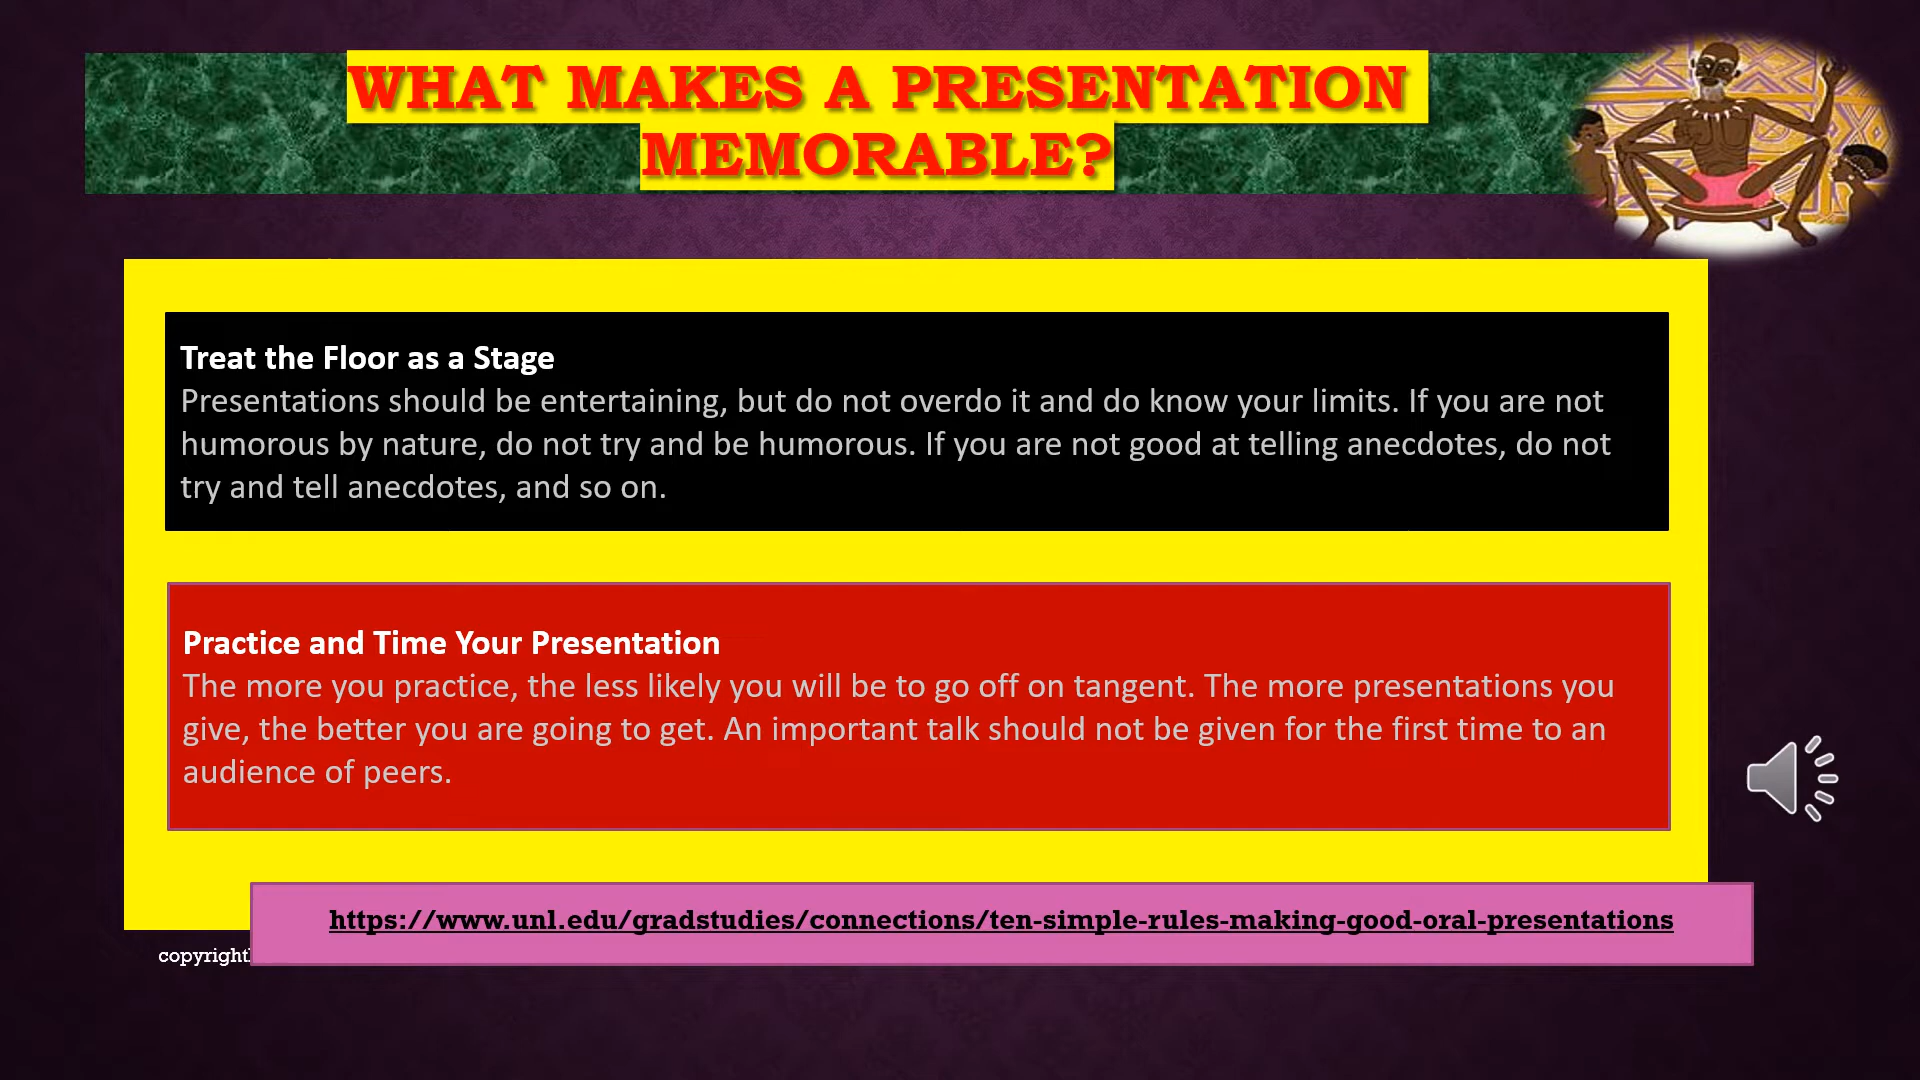 WHAT MAKES A PRESENTATION
MEMORABLE?
Treat the Floor as a Stage
Presentations should be entertaining, but do not overdo it and do know your limits. If you are not
humorous by nature, do not try and be humorous. If you are not good at telling anecdotes, do not
try and tell anecdotes, and so on.
Practice and Time Your Presentation
The more you practice, the less likely you will be to go off on tangent. The more presentations you
give, the better you are going to get. An important talk should not be given for the first time to an
audience of peers.
https://www.unl.edu/gradstudies/connections/ten-simple-rules-making-good-oral-presentations
copyright